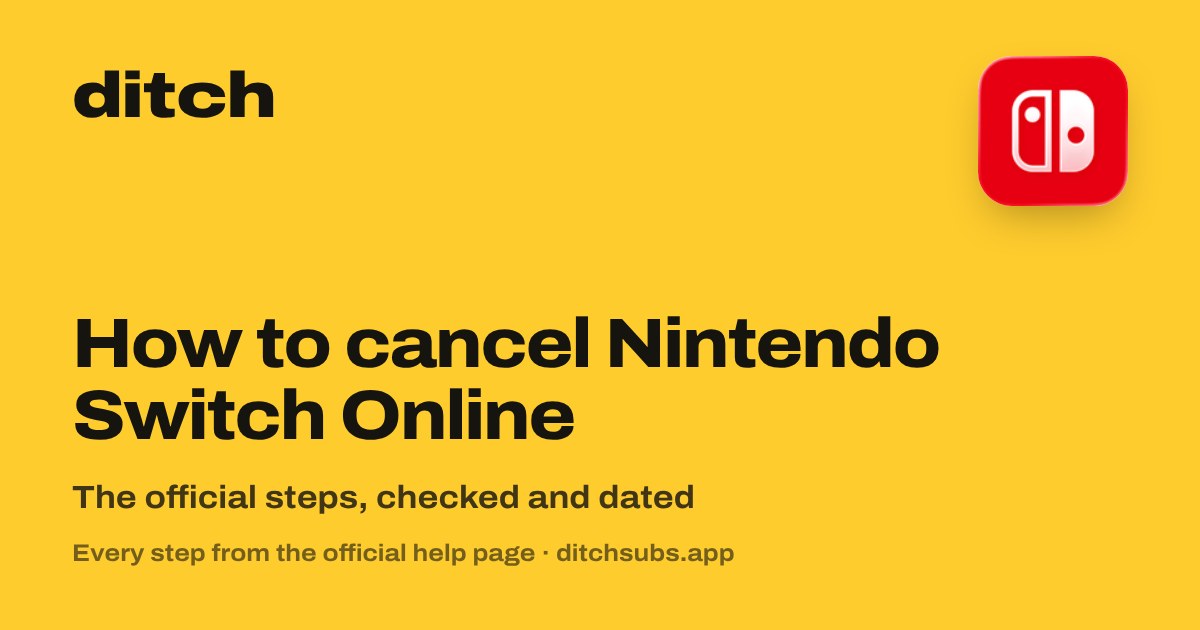 ditch
How to cancel Nintendo
Switch Online
The official steps, checked and dated
Every step from the official help page · ditchsubs.app